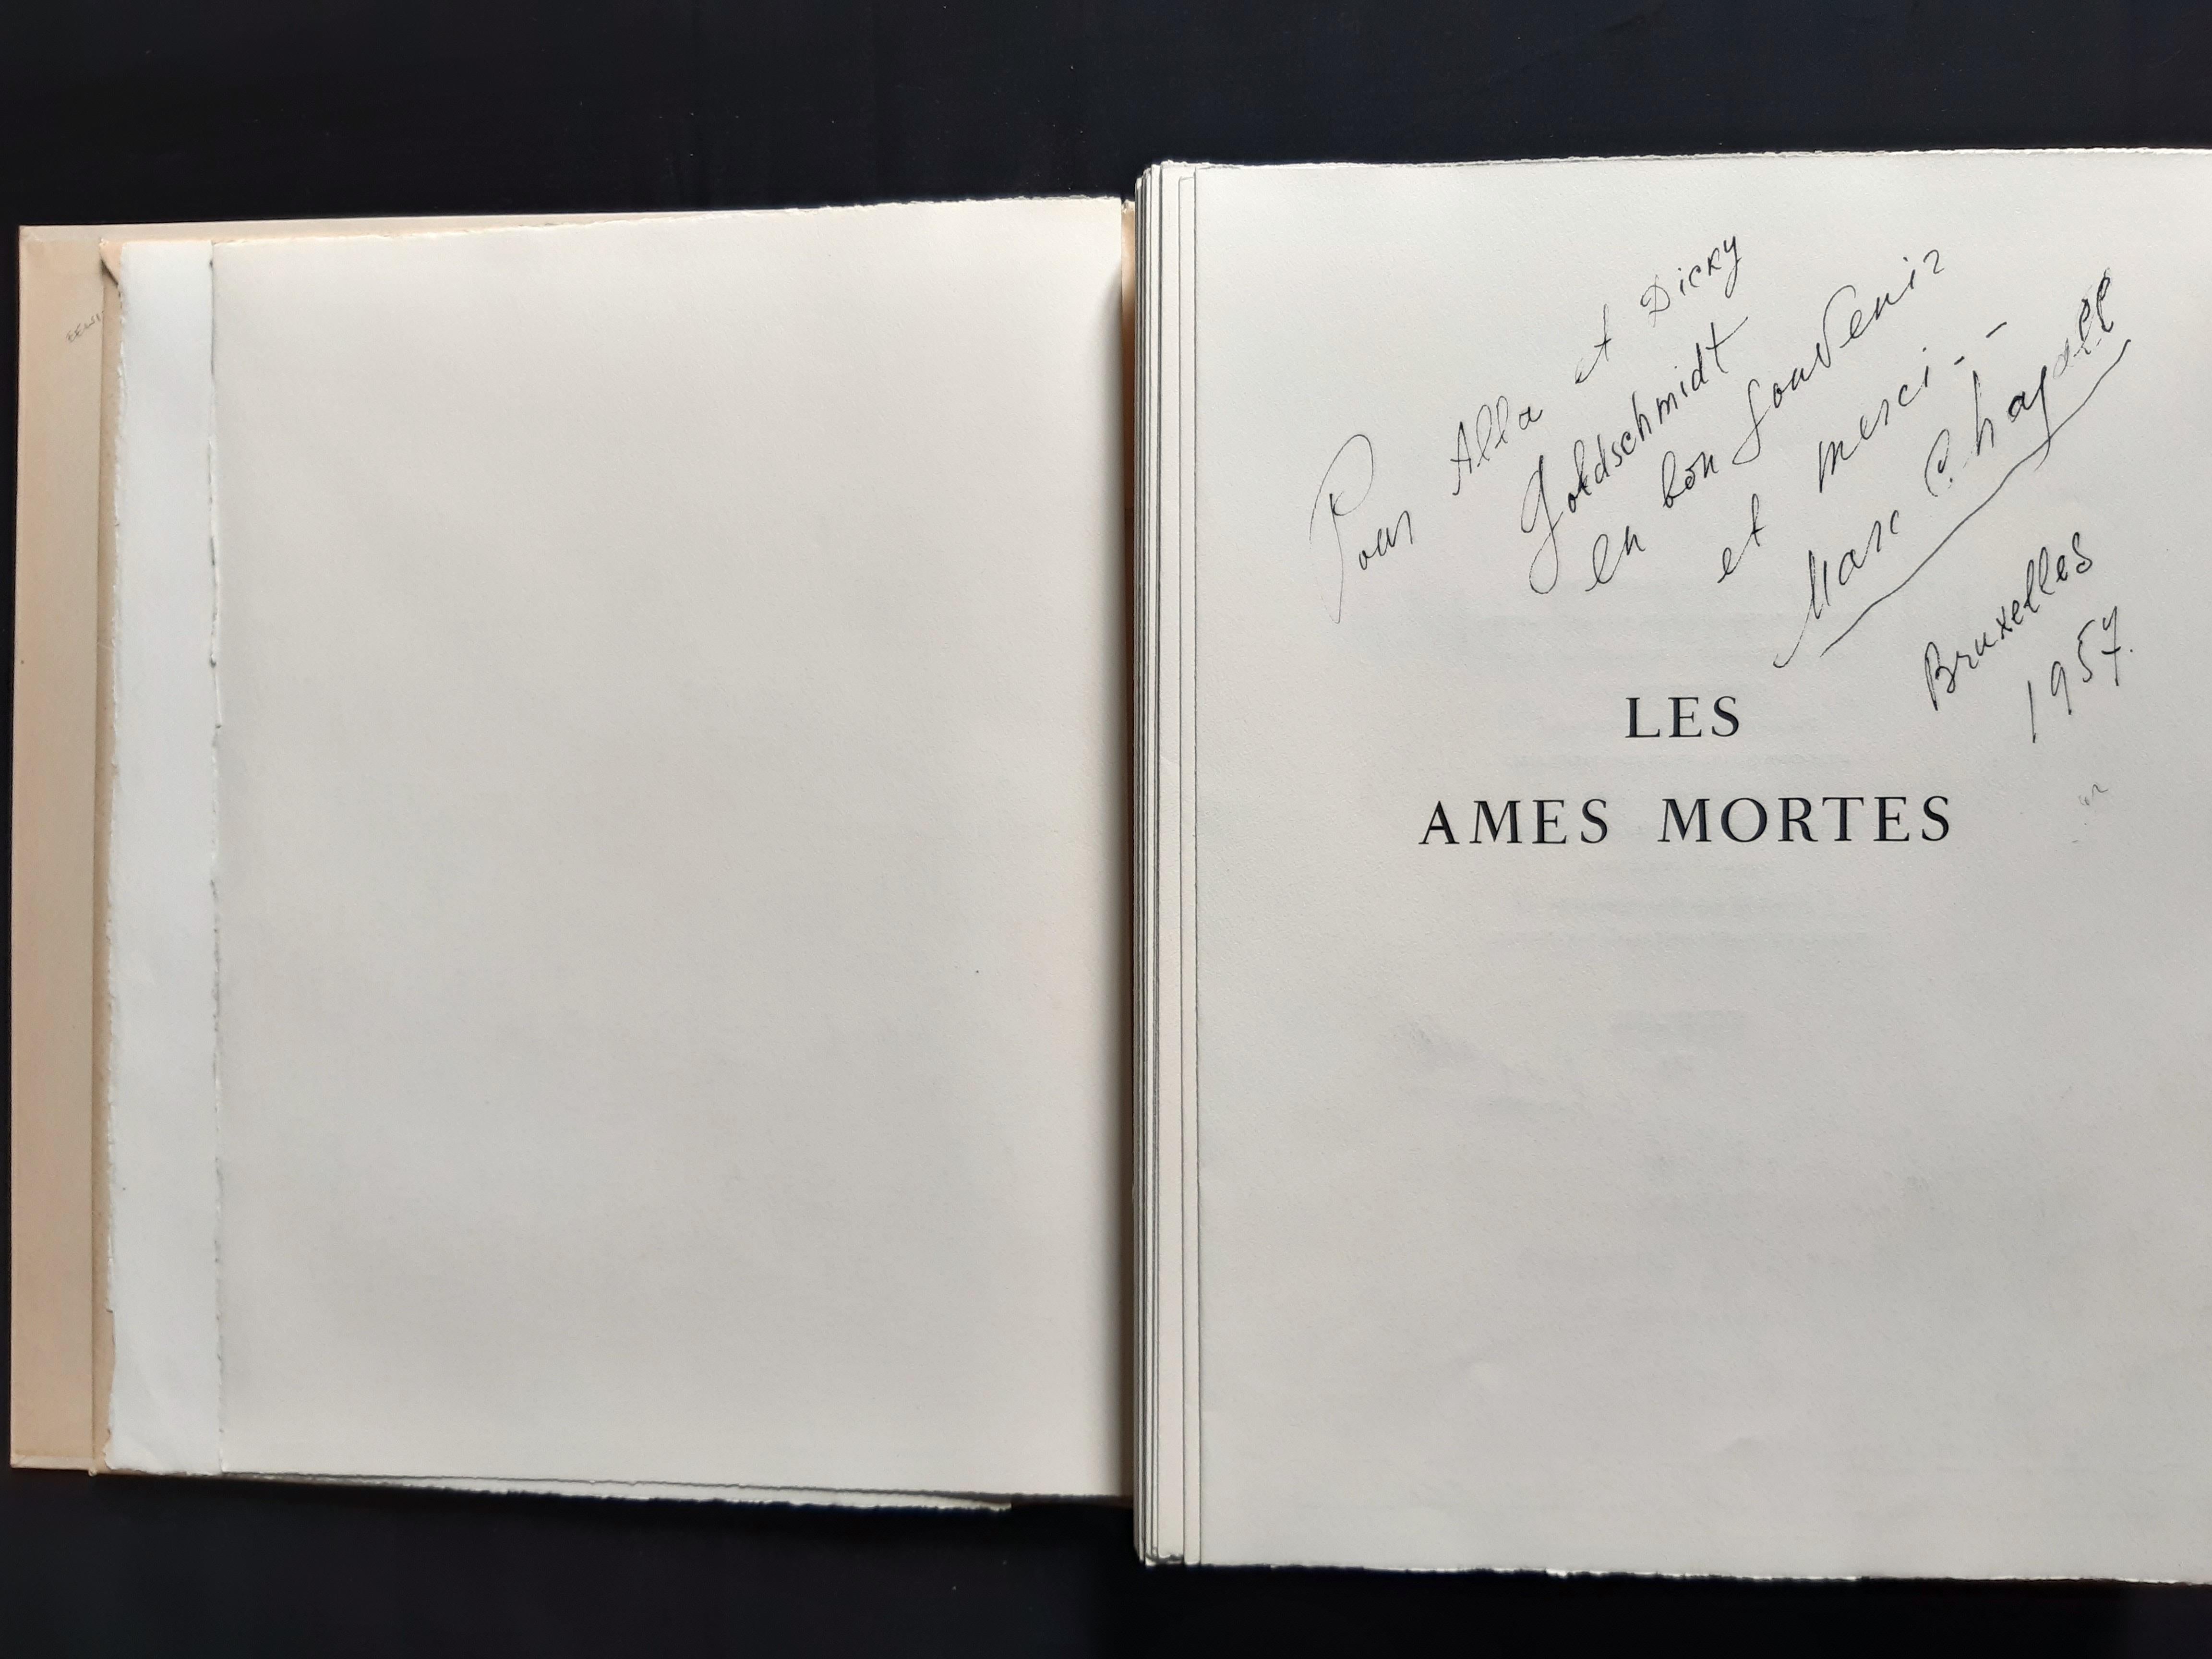 Pour Alla et Dicky
Goldschmidt
en bon souvenir
et merci - -
Marc Chagall
Bruxelles
1957.
LES
AMES MORTES